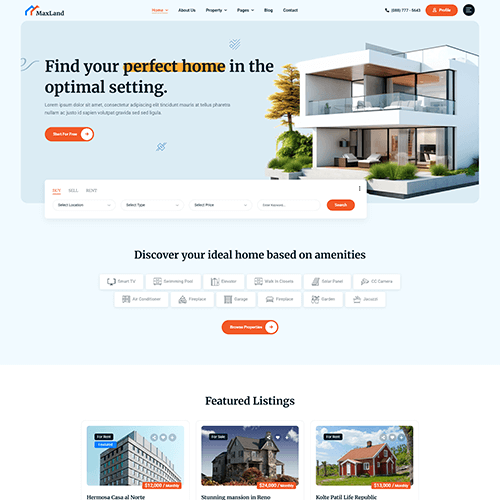 MaxLand
Home About Us Property Pages Blog Contact
(888) 777 - 5643
Profile
Find your perfect home in the
optimal setting.
Lorem ipsum dolor sit amet, consectetur adipiscing elit tincidunt mauris ut tellus pharetra
nullam ac sapien volutpat gravida sed sed ligula.
Start For Free
BUY SELL RENT
Select Location Select Type Select Price Enter Keyword... Search
Discover your ideal home based on amenities
Smart TV Swimming Pool Elevator Walk In Closets Solar Panel CC Camera
Air Conditioner Fireplace Garage Fireplace Garden Jacuzzi
Browse Properties
Featured Listings
For Rent For Sale For Rent
Featured
$12,000 / Monthly $24,000 / Monthly $13,000 / Monthly
Hermosa Casa al Norte Stunning mansion in Reno Kolte Patil Life Republic